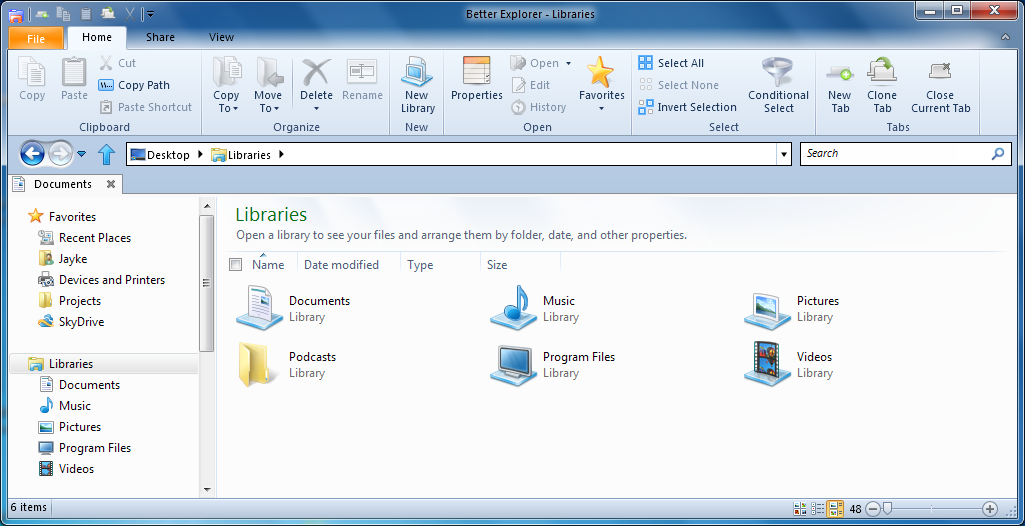 Better Explorer - Libraries
File Home Share View
Copy Paste Cut Copy Path Paste Shortcut
Clipboard
Copy To Move To Delete Rename
Organize
New Library
New
Properties Open Edit History Favorites
Open
Select All Select None Invert Selection Conditional Select
Select
New Tab Clone Tab Close Current Tab
Tabs
Desktop Libraries Search
Documents
Favorites
Recent Places
Jayke
Devices and Printers
Projects
SkyDrive
Libraries
Documents
Music
Pictures
Program Files
Videos
Libraries
Open a library to see your files and arrange them by folder, date, and other properties.
Name Date modified Type Size
Documents Music Pictures
Library Library Library
Podcasts Program Files Videos
Library Library Library
6 items 48